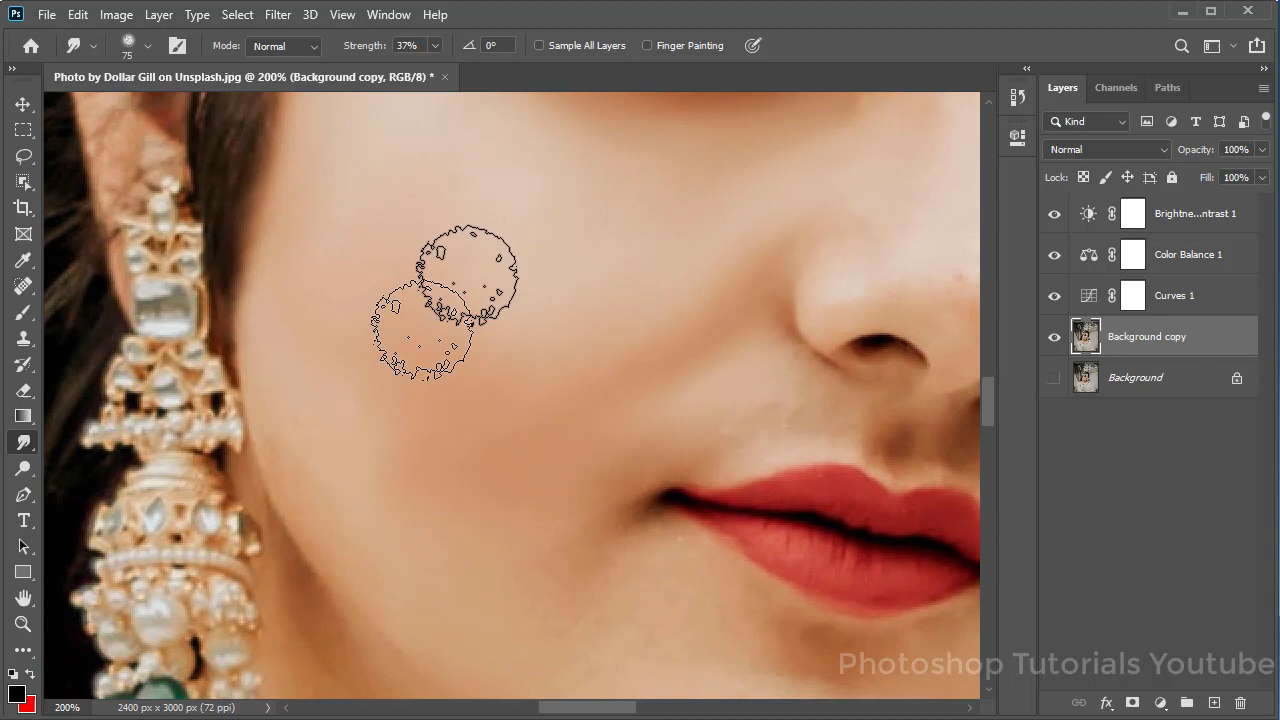 Ps File Edit Image Layer Type Select Filter 3D View Window Help
75 Mode: Normal Strength: 37% 0° Sample All Layers Finger Painting
Photo by Dollar Gill on Unsplash.jpg @ 200% (Background copy, RGB/8) *
Layers Channels Paths
Kind
Normal Opacity: 100%
Lock: Fill: 100%
Brightne...ntrast 1
Color Balance 1
Curves 1
Background copy
Background
Photoshop Tutorials Youtube
200% 2400 px x 3000 px (72 ppi)